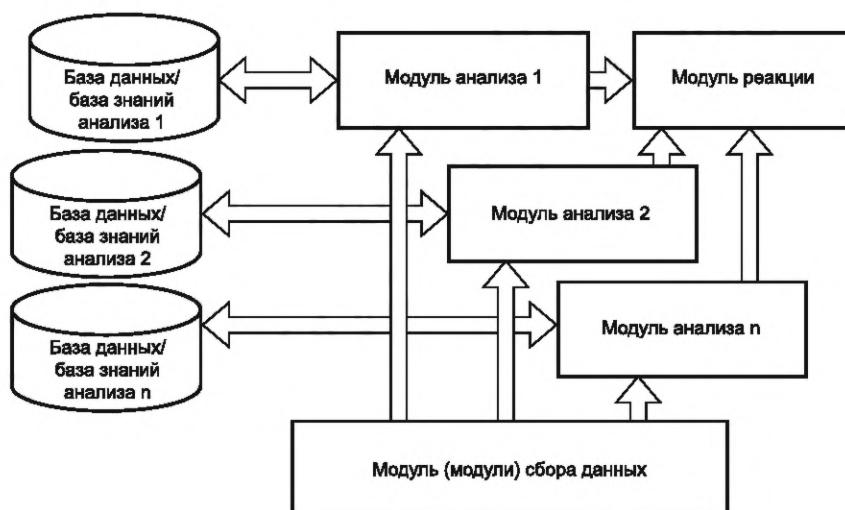 База данных/
база знаний
анализа 1
Модуль анализа 1
Модуль реакции
База данных/
база знаний
анализа 2
Модуль анализа 2
База данных/
база знаний
анализа n
Модуль анализа n
Модуль (модули) сбора данных